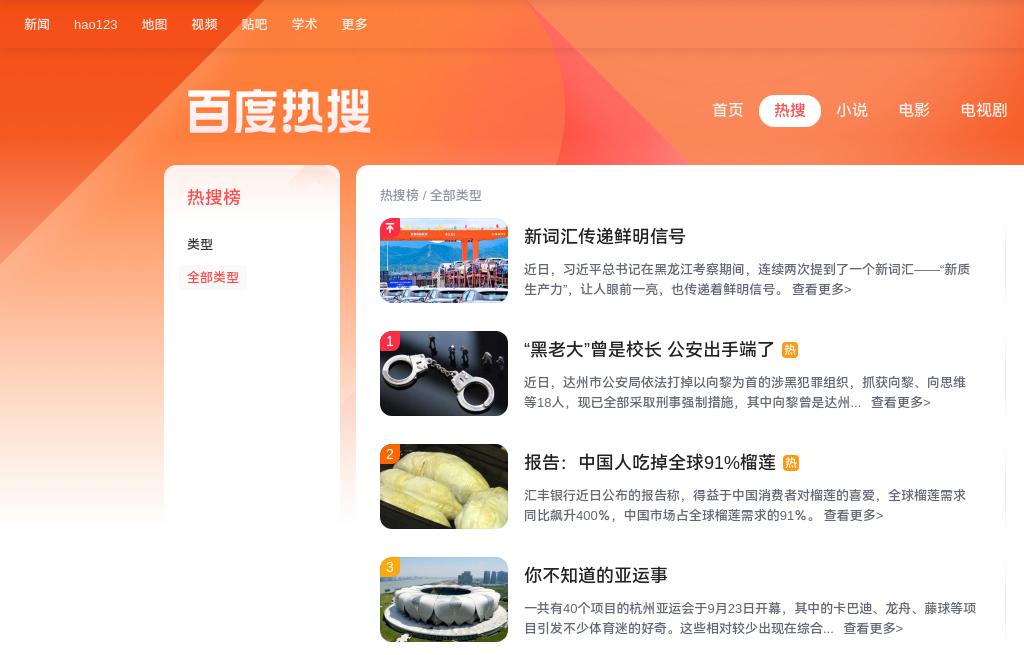 新闻 hao123 地图 视频 贴吧 学术 更多
百度热搜
首页 热搜 小说 电影 电视剧
热搜榜
类型
全部类型
热搜榜 / 全部类型
新词汇传递鲜明信号
近日，习近平总书记在黑龙江考察期间，连续两次提到了一个新词汇——“新质
生产力”，让人眼前一亮，也传递着鲜明信号。 查看更多>
1
“黑老大”曾是校长 公安出手端了 热
近日，达州市公安局依法打掉以向黎为首的涉黑犯罪组织，抓获向黎、向思维
等18人，现已全部采取刑事强制措施，其中向黎曾是达州... 查看更多>
2
报告：中国人吃掉全球91%榴莲 热
汇丰银行近日公布的报告称，得益于中国消费者对榴莲的喜爱，全球榴莲需求
同比飙升400%，中国市场占全球榴莲需求的91%。 查看更多>
3
你不知道的亚运事
一共有40个项目的杭州亚运会于9月23日开幕，其中的卡巴迪、龙舟、藤球等项
目引发不少体育迷的好奇。这些相对较少出现在综合... 查看更多>